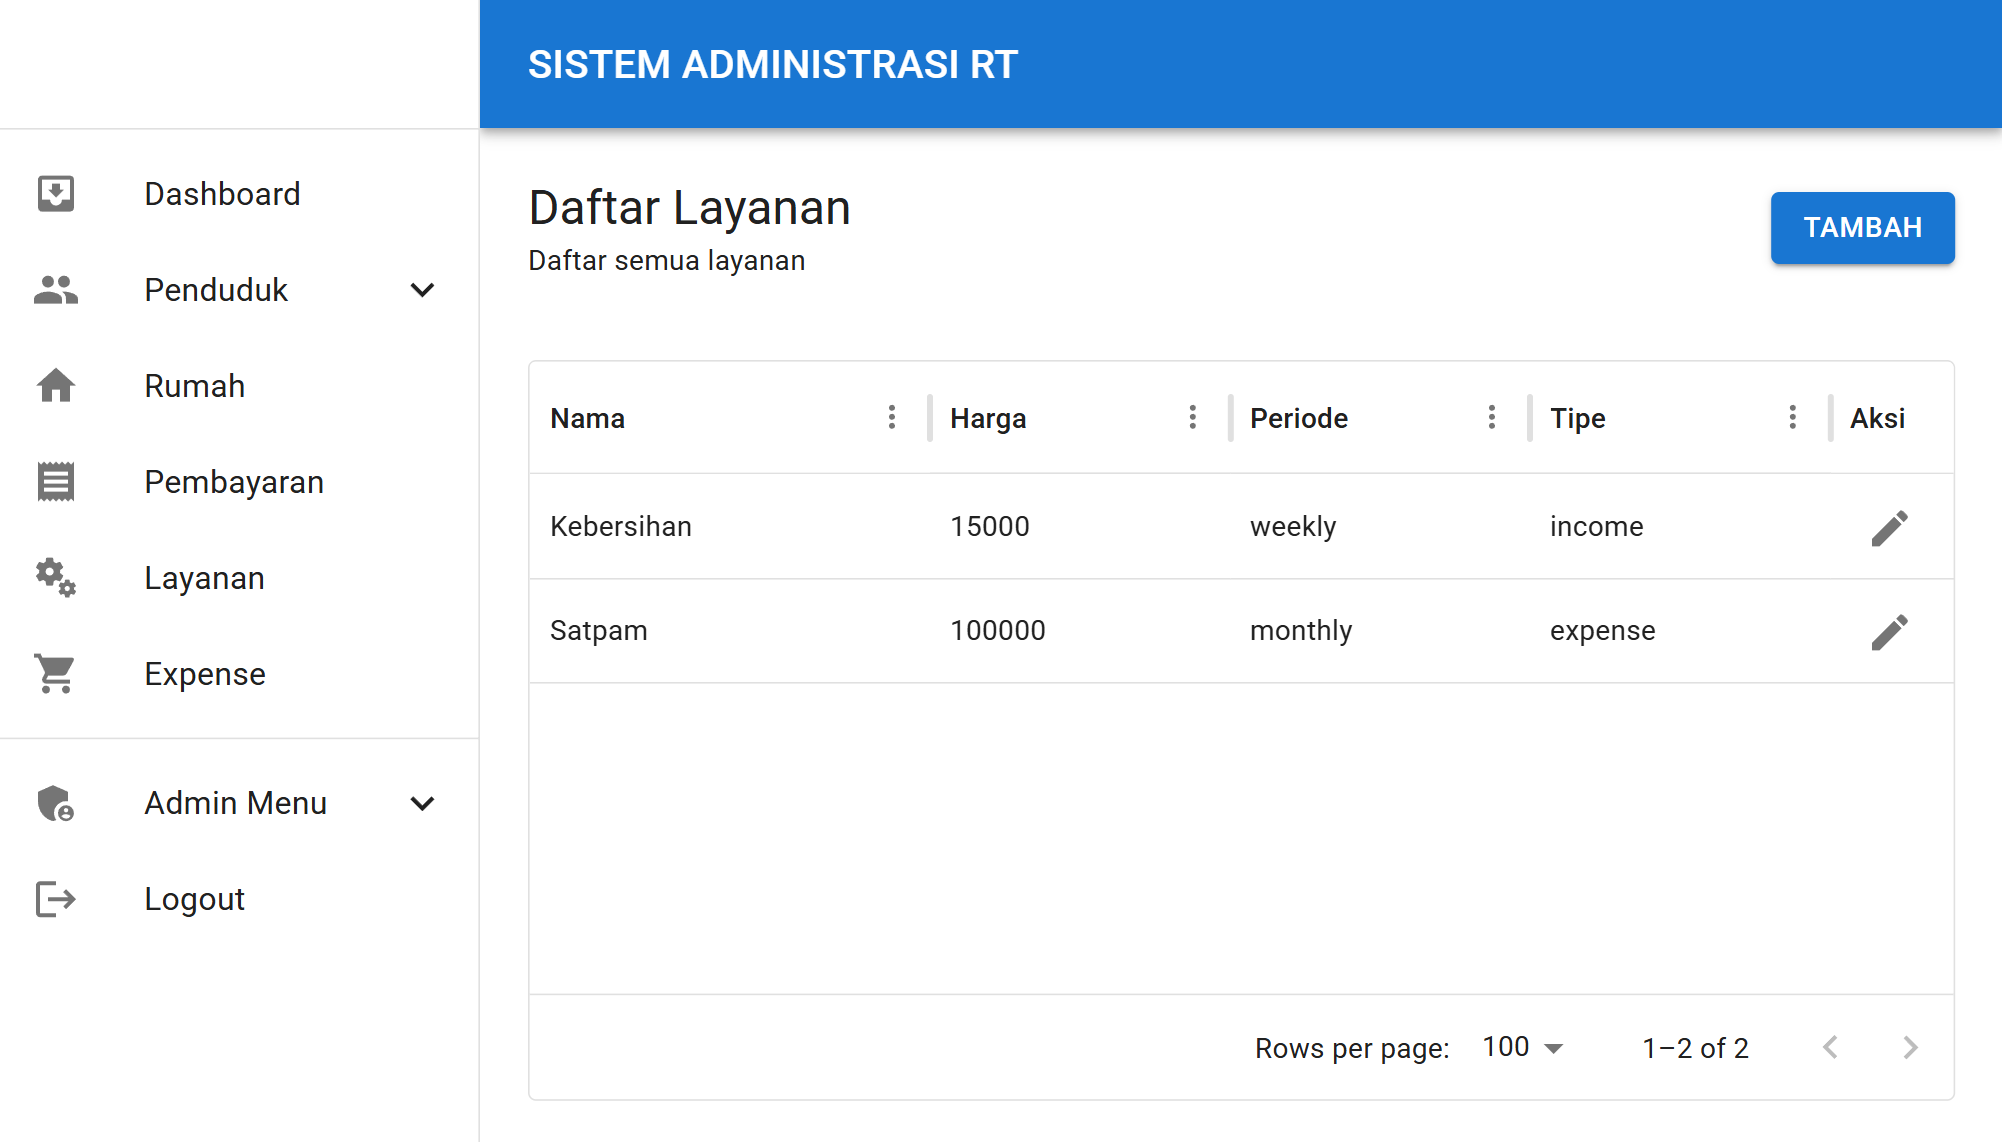 SISTEM ADMINISTRASI RT
Dashboard
Penduduk
Rumah
Pembayaran
Layanan
Expense
Admin Menu
Logout
Daftar Layanan
Daftar semua layanan
TAMBAH
Nama Harga Periode Tipe Aksi
Kebersihan 15000 weekly income
Satpam 100000 monthly expense
Rows per page: 100 1–2 of 2